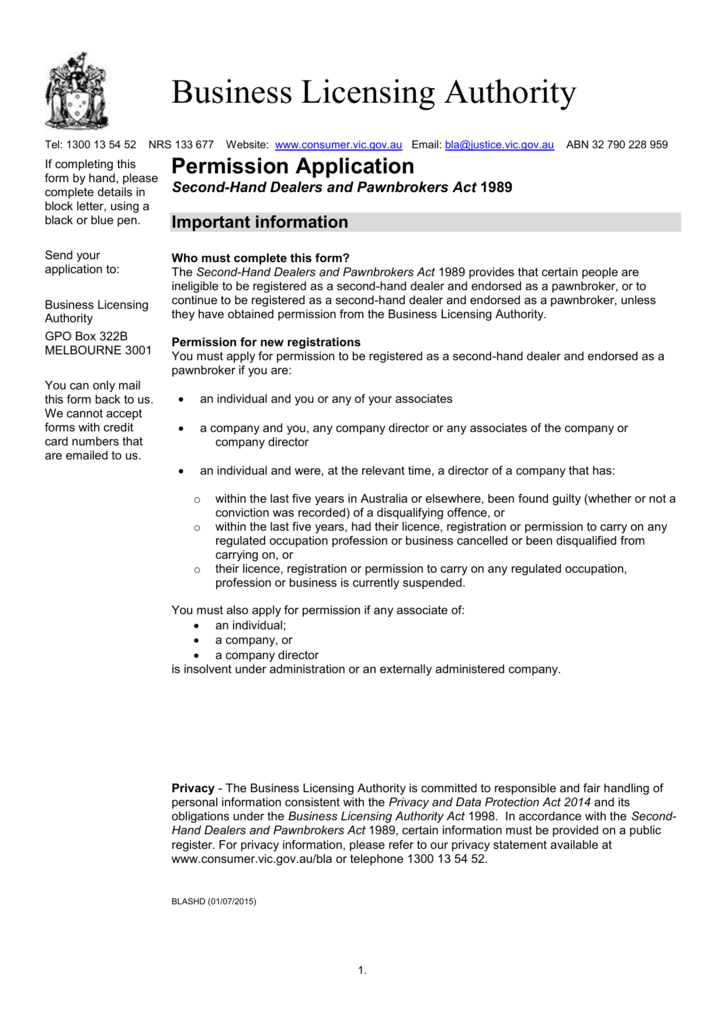 Business Licensing Authority
Tel: 1300 13 54 52 NRS 133 677 Website: www.consumer.vic.gov.au Email: bla@justice.vic.gov.au ABN 32 790 228 959
If completing this
form by hand, please
complete details in
block letter, using a
black or blue pen.
Send your
application to:
Business Licensing
Authority
GPO Box 322B
MELBOURNE 3001
You can only mail
this form back to us.
We cannot accept
forms with credit
card numbers that
are emailed to us.
Permission Application
Second-Hand Dealers and Pawnbrokers Act 1989
Important information
Who must complete this form?
The Second-Hand Dealers and Pawnbrokers Act 1989 provides that certain people are
ineligible to be registered as a second-hand dealer and endorsed as a pawnbroker, or to
continue to be registered as a second-hand dealer and endorsed as a pawnbroker, unless
they have obtained permission from the Business Licensing Authority.
Permission for new registrations
You must apply for permission to be registered as a second-hand dealer and endorsed as a
pawnbroker if you are:
• an individual and you or any of your associates
• a company and you, any company director or any associates of the company or
company director
• an individual and were, at the relevant time, a director of a company that has:
o within the last five years in Australia or elsewhere, been found guilty (whether or not a
conviction was recorded) of a disqualifying offence, or
o within the last five years, had their licence, registration or permission to carry on any
regulated occupation profession or business cancelled or been disqualified from
carrying on, or
o their licence, registration or permission to carry on any regulated occupation,
profession or business is currently suspended.
You must also apply for permission if any associate of:
• an individual;
• a company, or
• a company director
is insolvent under administration or an externally administered company.
Privacy - The Business Licensing Authority is committed to responsible and fair handling of
personal information consistent with the Privacy and Data Protection Act 2014 and its
obligations under the Business Licensing Authority Act 1998. In accordance with the Second-
Hand Dealers and Pawnbrokers Act 1989, certain information must be provided on a public
register. For privacy information, please refer to our privacy statement available at
www.consumer.vic.gov.au/bla or telephone 1300 13 54 52.
BLASHD (01/07/2015)
1.